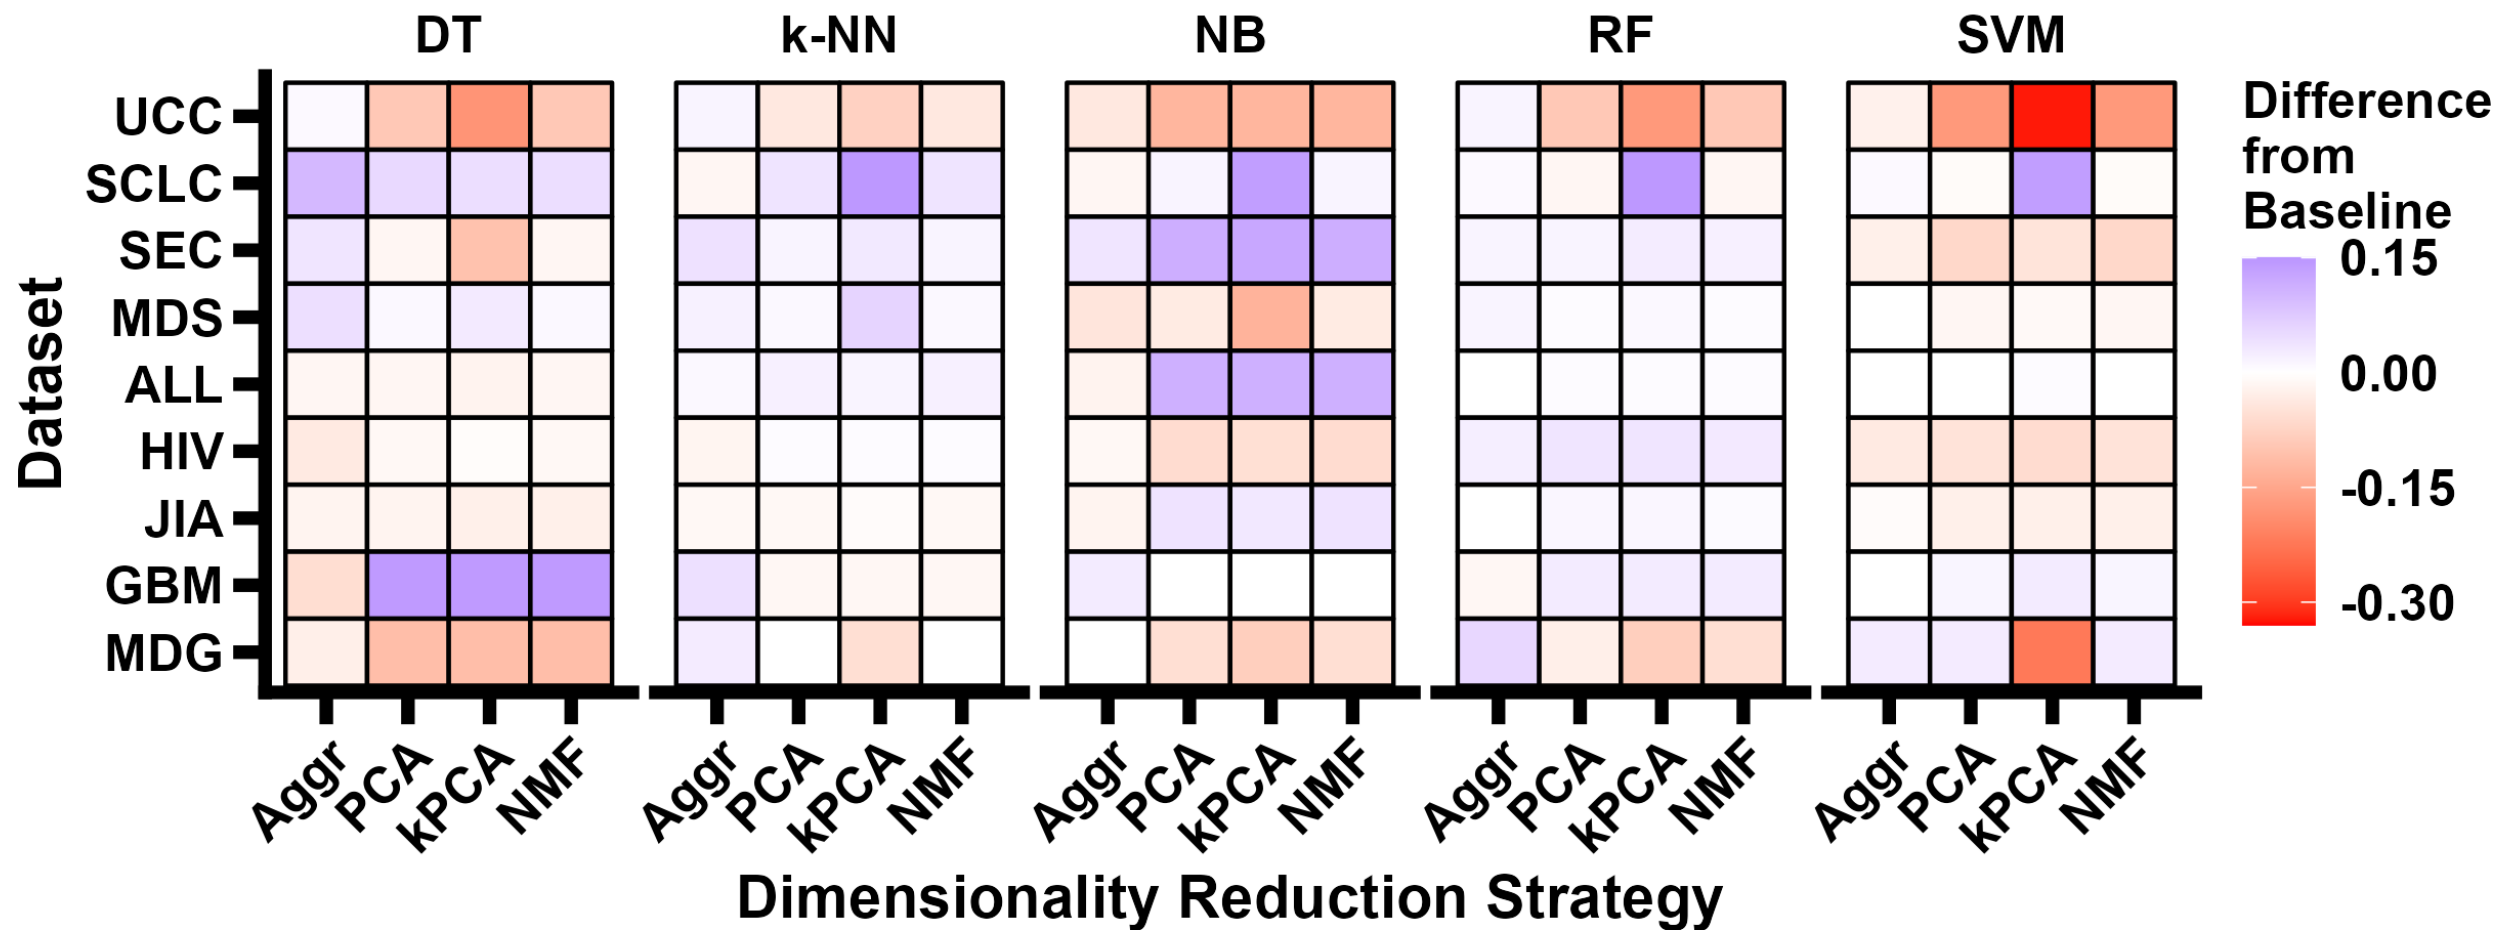 DT k-NN NB RF SVM
Dataset
UCC
SCLC
SEC
MDS
ALL
HIV
JIA
GBM
MDG
Aggr PCA kPCA NMF Aggr PCA kPCA NMF Aggr PCA kPCA NMF Aggr PCA kPCA NMF Aggr PCA kPCA NMF
Dimensionality Reduction Strategy
Difference
from
Baseline
0.15
0.00
-0.15
-0.30